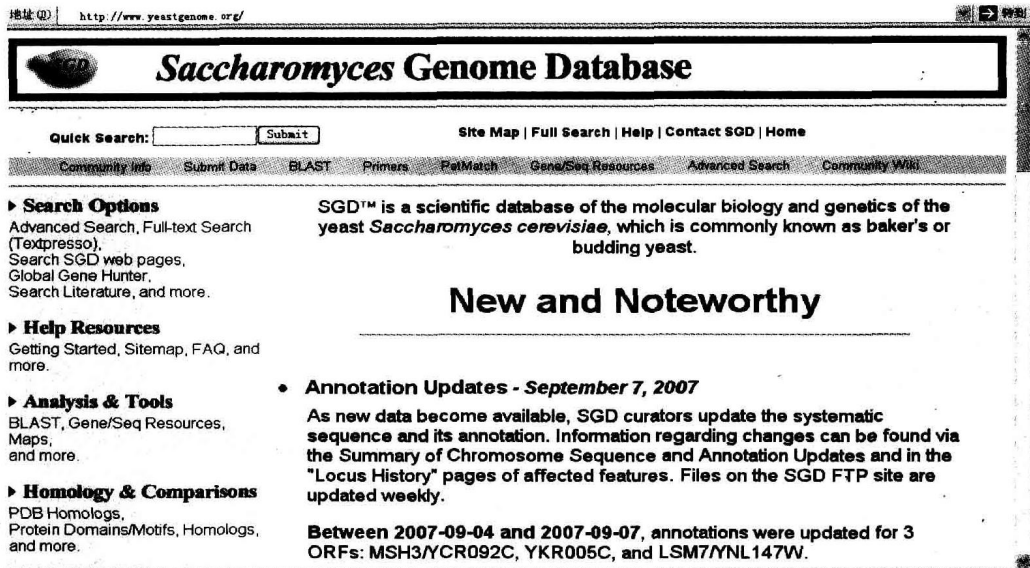 地址(D) http://www.yeastgenome.org/ 转到
SGD Saccharomyces Genome Database
Quick Search: Submit Site Map | Full Search | Help | Contact SGD | Home
Community Info Submit Data BLAST Primers PatMatch Gene/Seq Resources Advanced Search Community Wiki
Search Options
Advanced Search, Full-text Search
(Textpresso),
Search SGD web pages,
Global Gene Hunter,
Search Literature, and more.
Help Resources
Getting Started, Sitemap, FAQ, and
more.
Analysis & Tools
BLAST, Gene/Seq Resources,
Maps,
and more.
Homology & Comparisons
PDB Homologs,
Protein Domains/Motifs, Homologs,
and more.
SGD™ is a scientific database of the molecular biology and genetics of the
yeast Saccharomyces cerevisiae, which is commonly known as baker's or
budding yeast.
New and Noteworthy
• Annotation Updates - September 7, 2007
As new data become available, SGD curators update the systematic
sequence and its annotation. Information regarding changes can be found via
the Summary of Chromosome Sequence and Annotation Updates and in the
"Locus History" pages of affected features. Files on the SGD FTP site are
updated weekly.
Between 2007-09-04 and 2007-09-07, annotations were updated for 3
ORFs: MSH3/YCR092C, YKR005C, and LSM7/YNL147W.